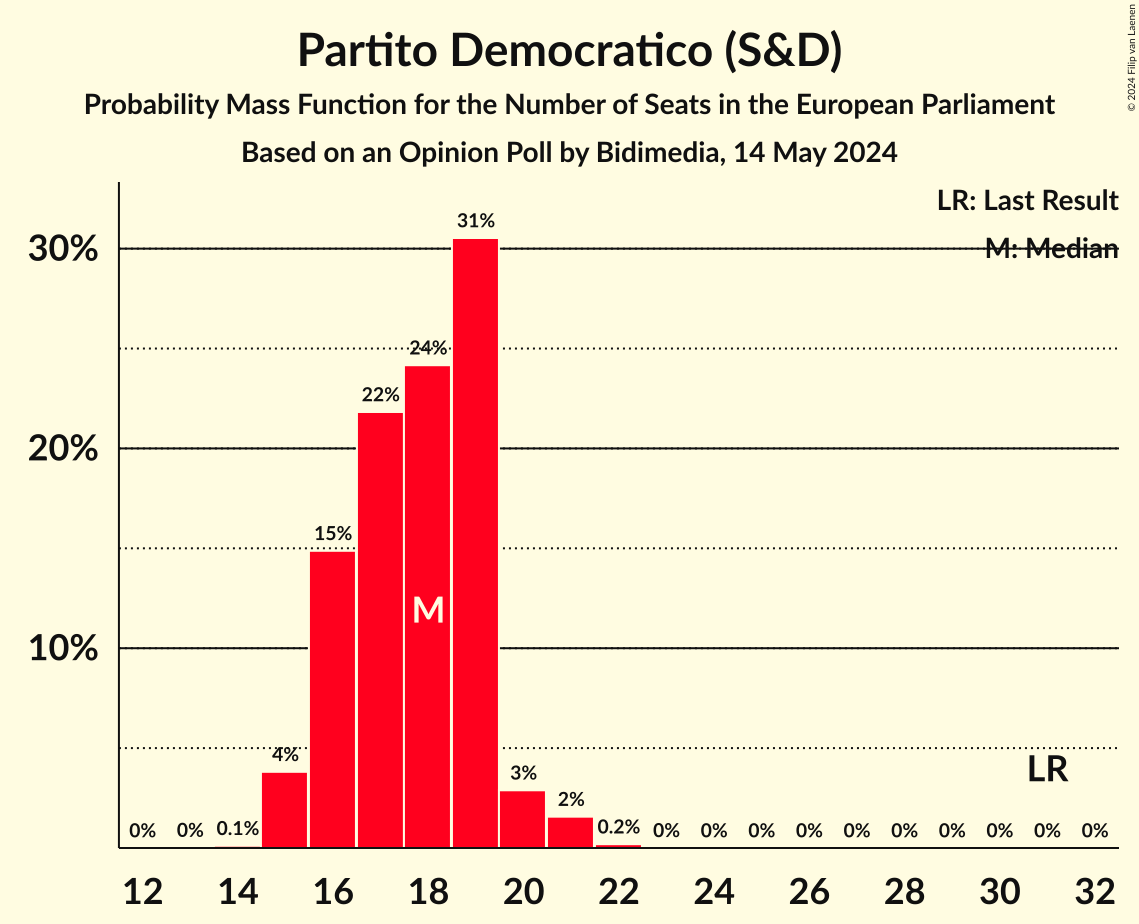 Partito Democratico (S&D)
Probability Mass Function for the Number of Seats in the European Parliament
Based on an Opinion Poll by Bidimedia, 14 May 2024
© 2024 Filip van Laenen
LR: Last Result
M: Median
30%
20%
10%
0% 0% 0.1% 4% 15% 22% 24% 31% 3% 2% 0.2% 0% 0% 0% 0% 0% 0% 0% 0% 0% 0%
M
LR
12 14 16 18 20 22 24 26 28 30 32